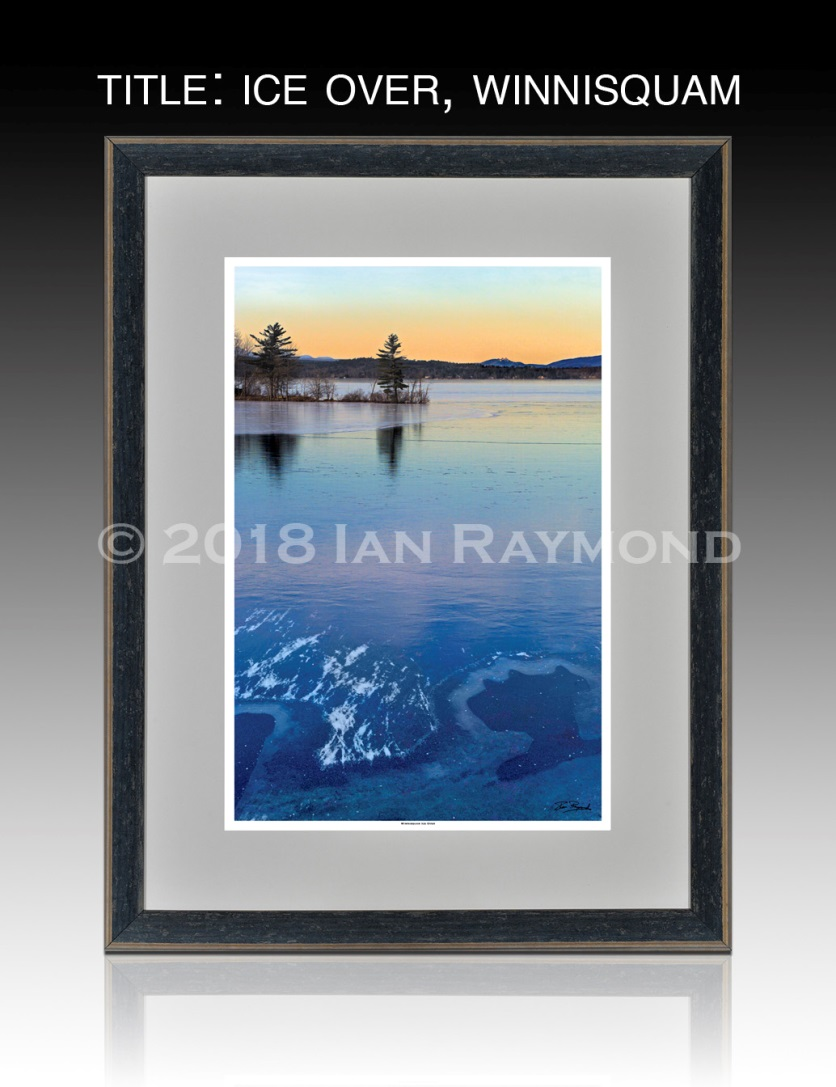 TITLE: ICE OVER, WINNISQUAM
© 2018 IAN RAYMOND